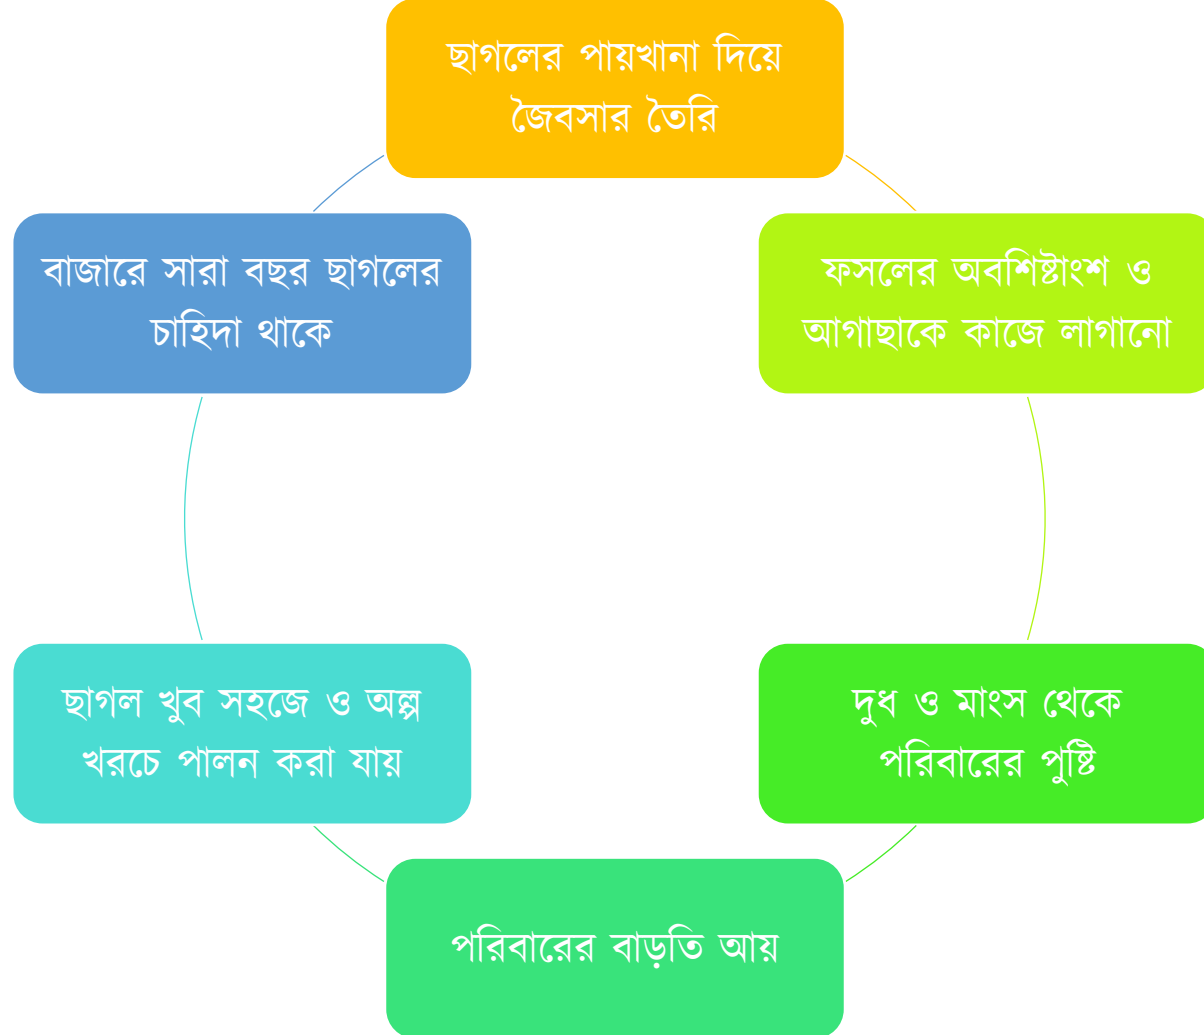 ছাগলের পায়খানা দিয়ে
জৈবসার তৈরি
ফসলের অবশিষ্টাংশ ও
আগাছাকে কাজে লাগানো
দুধ ও মাংস থেকে
পরিবারের পুষ্টি
পরিবারের বাড়তি আয়
ছাগল খুব সহজে ও অল্প
খরচে পালন করা যায়
বাজারে সারা বছর ছাগলের
চাহিদা থাকে